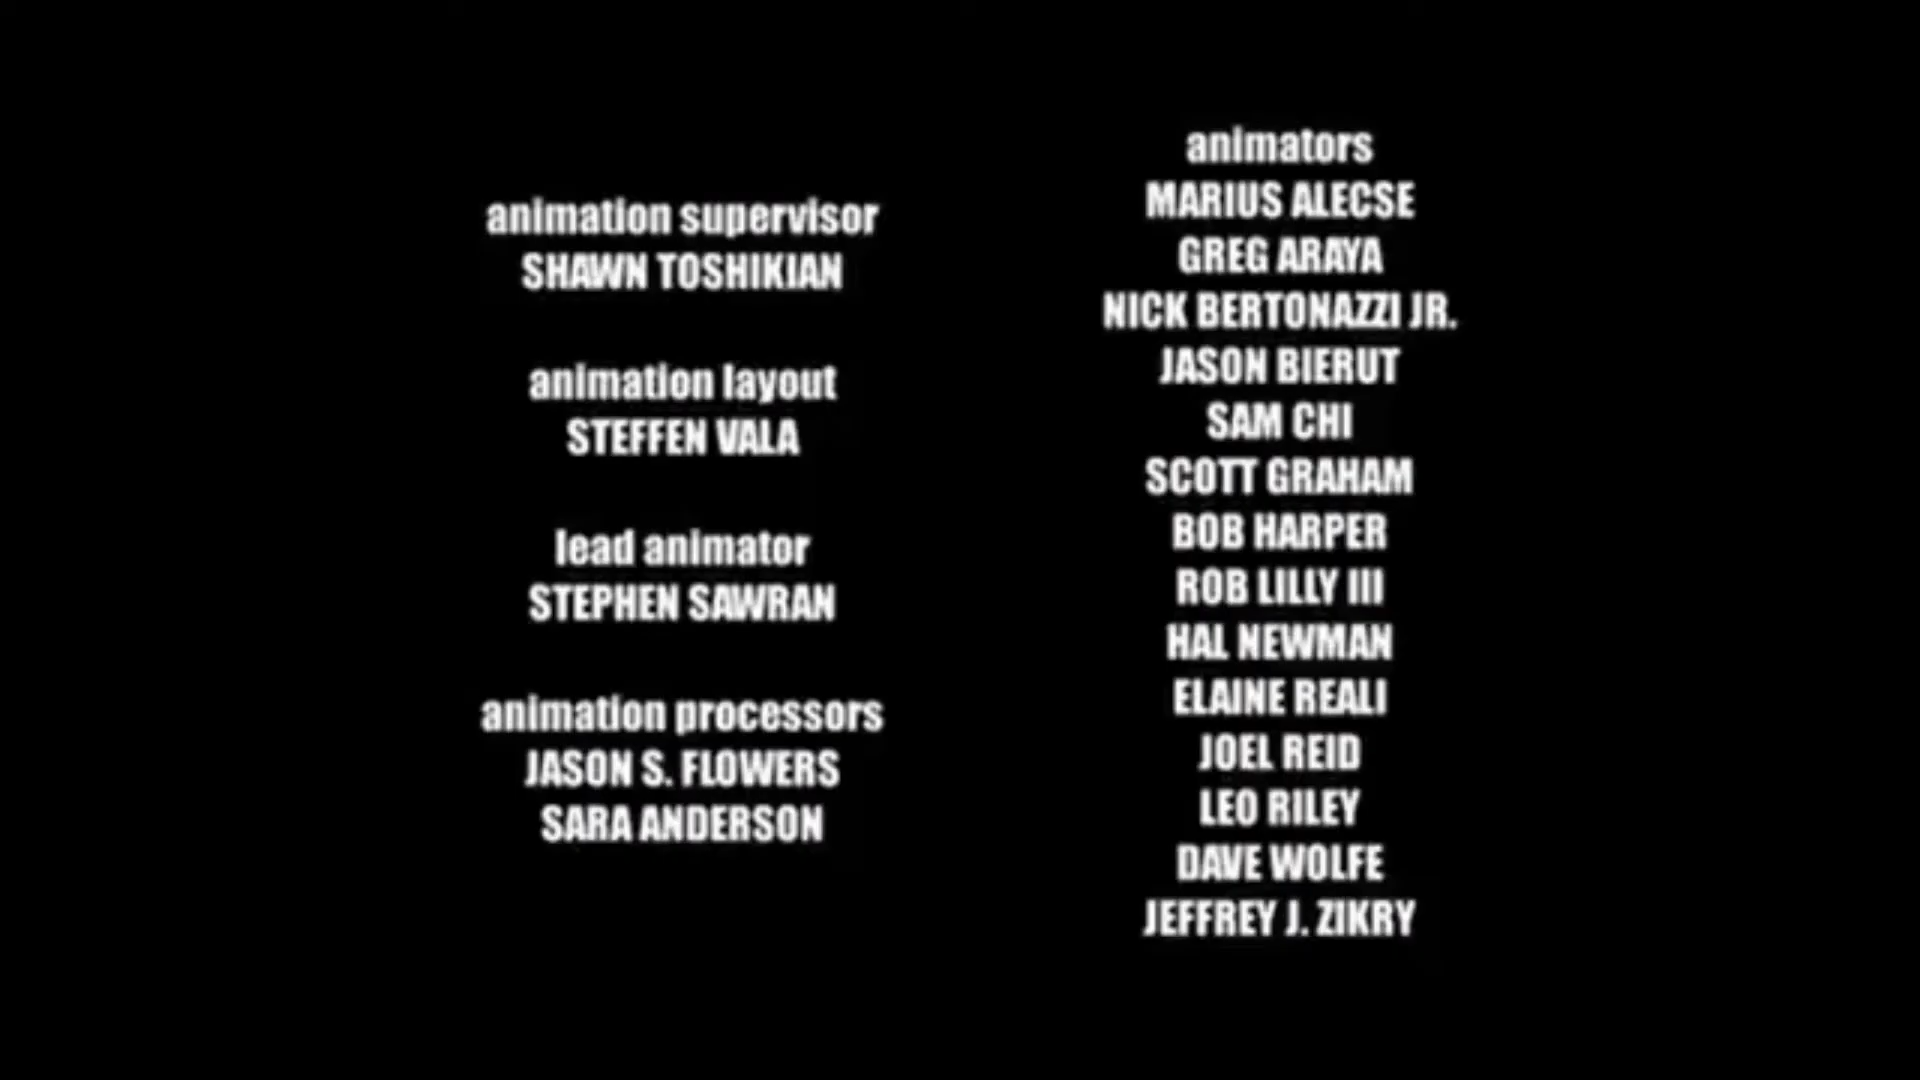 animation supervisor
SHAWN TOSHIKIAN
animation layout
STEFFEN VALA
lead animator
STEPHEN SAWRAN
animation processors
JASON S. FLOWERS
SARA ANDERSON
animators
MARIUS ALECSE
GREG ARAYA
NICK BERTONAZZI JR.
JASON BIERUT
SAM CHI
SCOTT GRAHAM
BOB HARPER
ROB LILLY III
HAL NEWMAN
ELAINE REALI
JOEL REID
LEO RILEY
DAVE WOLFE
JEFFREY J. ZIKRY